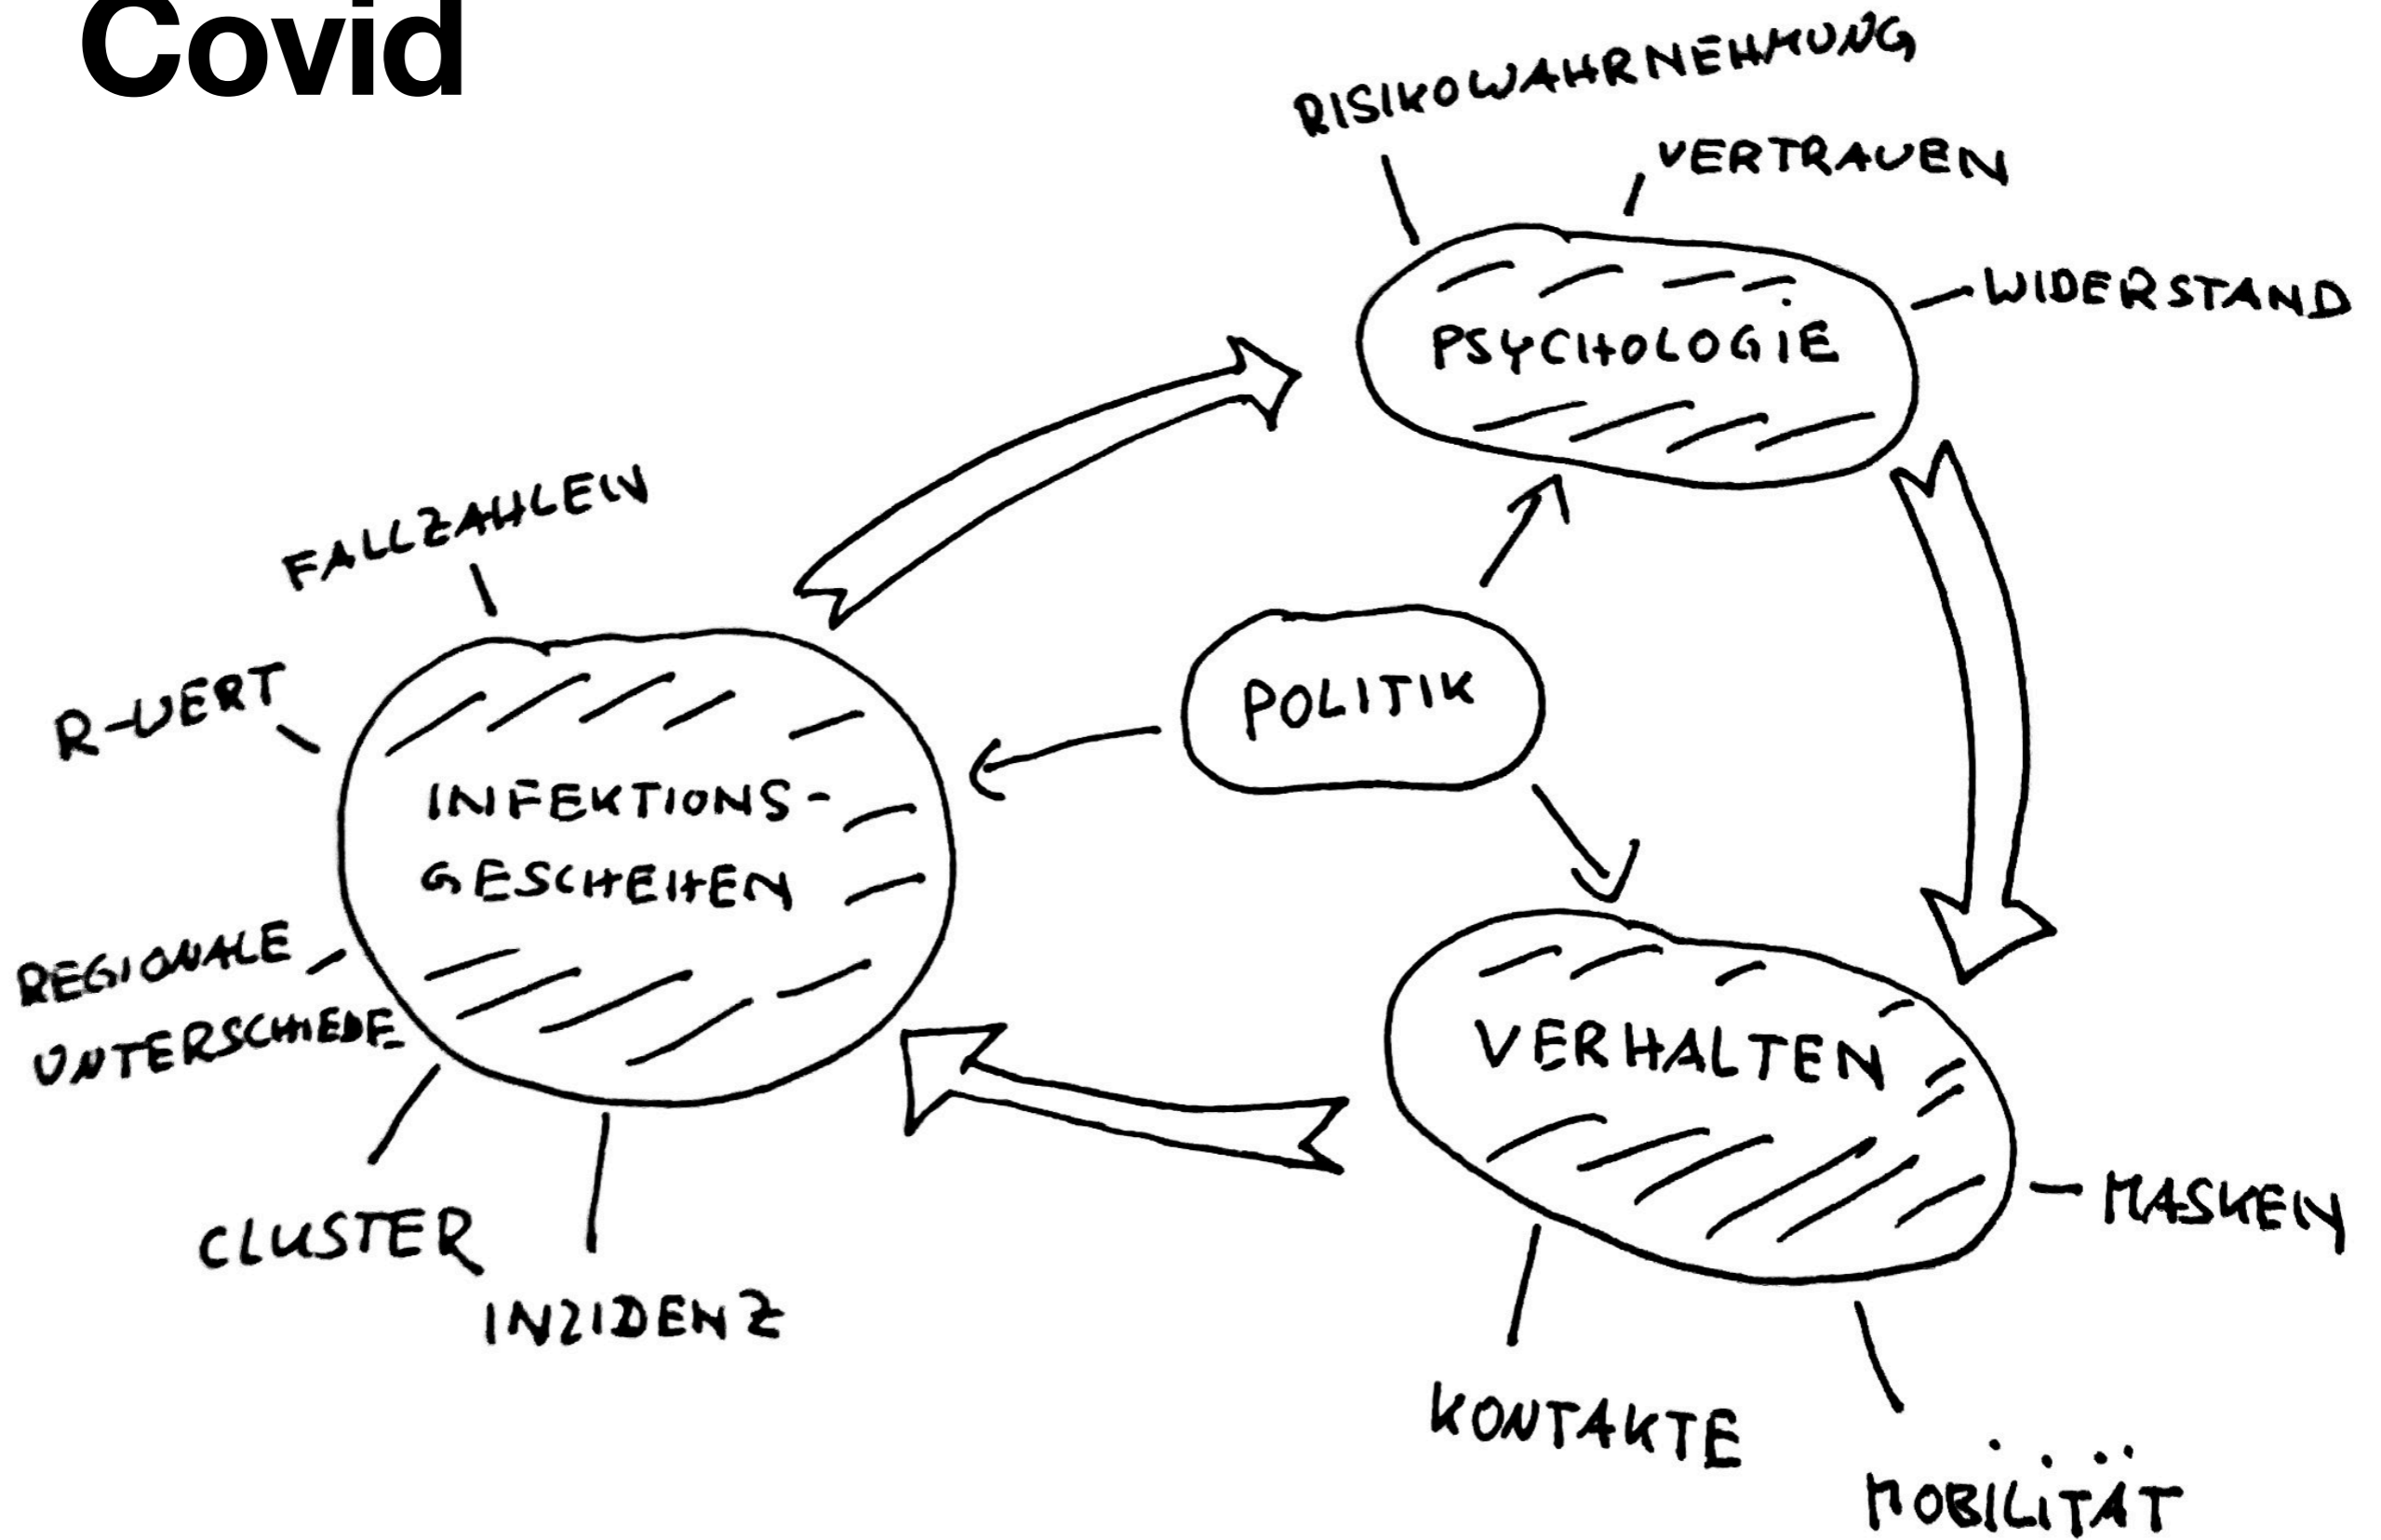 Covid
RISIKOWAHRNEHMUNG
VERTRAUEN
WIDERSTAND
PSYCHOLOGIE
FALLZAHLEN
R-WERT
POLITIK
INFEKTIONS-
GESCHEHEN
REGIONALE
UNTERSCHIEDE
VERHALTEN
MASKEN
CLUSTER
INZIDENZ
KONTAKTE
MOBILITÄT